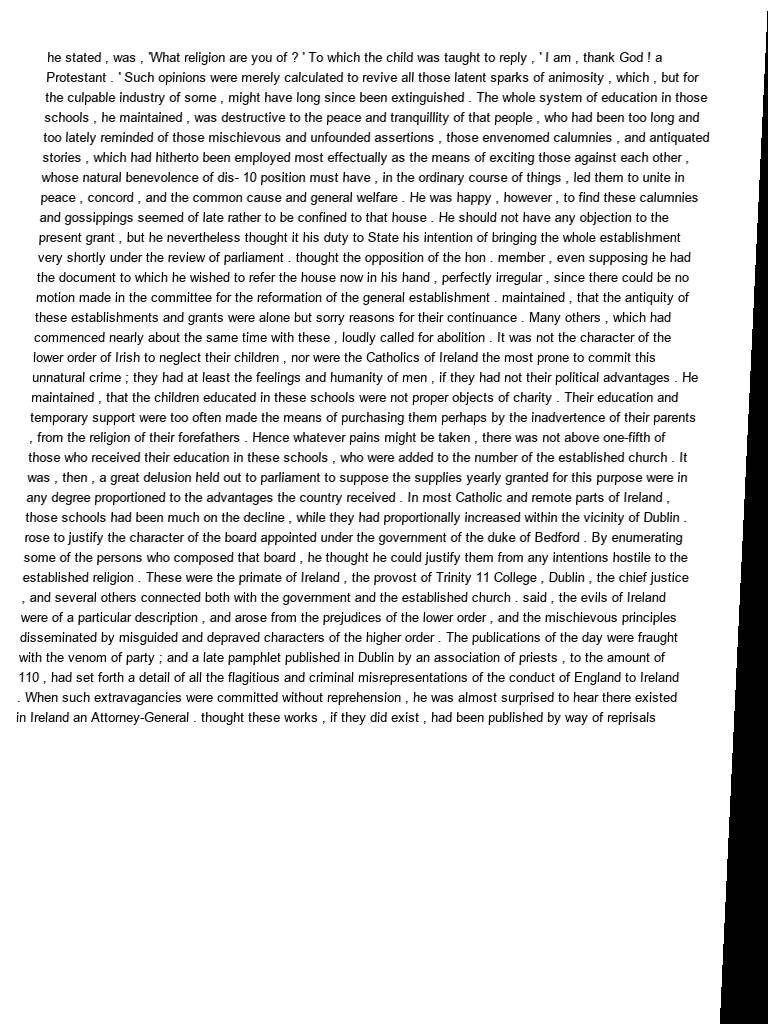 he stated , was , 'What religion are you of ? ' To which the child was taught to reply , ' I am , thank God ! a
Protestant . ' Such opinions were merely calculated to revive all those latent sparks of animosity , which , but for
the culpable industry of some , might have long since been extinguished . The whole system of education in those
schools , he maintained , was destructive to the peace and tranquillity of that people , who had been too long and
too lately reminded of those mischievous and unfounded assertions , those envenomed calumnies , and antiquated
stories , which had hitherto been employed most effectually as the means of exciting those against each other ,
whose natural benevolence of dis- 10 position must have , in the ordinary course of things , led them to unite in
peace , concord , and the common cause and general welfare . He was happy , however , to find these calumnies
and gossippings seemed of late rather to be confined to that house . He should not have any objection to the
present grant , but he nevertheless thought it his duty to State his intention of bringing the whole establishment
very shortly under the review of parliament . thought the opposition of the hon . member , even supposing he had
the document to which he wished to refer the house now in his hand , perfectly irregular , since there could be no
motion made in the committee for the reformation of the general establishment . maintained , that the antiquity of
these establishments and grants were alone but sorry reasons for their continuance . Many others , which had
commenced nearly about the same time with these , loudly called for abolition . It was not the character of the
lower order of Irish to neglect their children , nor were the Catholics of Ireland the most prone to commit this
unnatural crime ; they had at least the feelings and humanity of men , if they had not their political advantages . He
maintained , that the children educated in these schools were not proper objects of charity . Their education and
temporary support were too often made the means of purchasing them perhaps by the inadvertence of their parents
, from the religion of their forefathers . Hence whatever pains might be taken , there was not above one-fifth of
those who received their education in these schools , who were added to the number of the established church . It
was , then , a great delusion held out to parliament to suppose the supplies yearly granted for this purpose were in
any degree proportioned to the advantages the country received . In most Catholic and remote parts of Ireland ,
those schools had been much on the decline , while they had proportionally increased within the vicinity of Dublin .
rose to justify the character of the board appointed under the government of the duke of Bedford . By enumerating
some of the persons who composed that board , he thought he could justify them from any intentions hostile to the
established religion . These were the primate of Ireland , the provost of Trinity 11 College , Dublin , the chief justice
, and several others connected both with the government and the established church . said , the evils of Ireland
were of a particular description , and arose from the prejudices of the lower order , and the mischievous principles
disseminated by misguided and depraved characters of the higher order . The publications of the day were fraught
with the venom of party ; and a late pamphlet published in Dublin by an association of priests , to the amount of
110 , had set forth a detail of all the flagitious and criminal misrepresentations of the conduct of England to Ireland
. When such extravagancies were committed without reprehension , he was almost surprised to hear there existed
in Ireland an Attorney-General . thought these works , if they did exist , had been published by way of reprisals